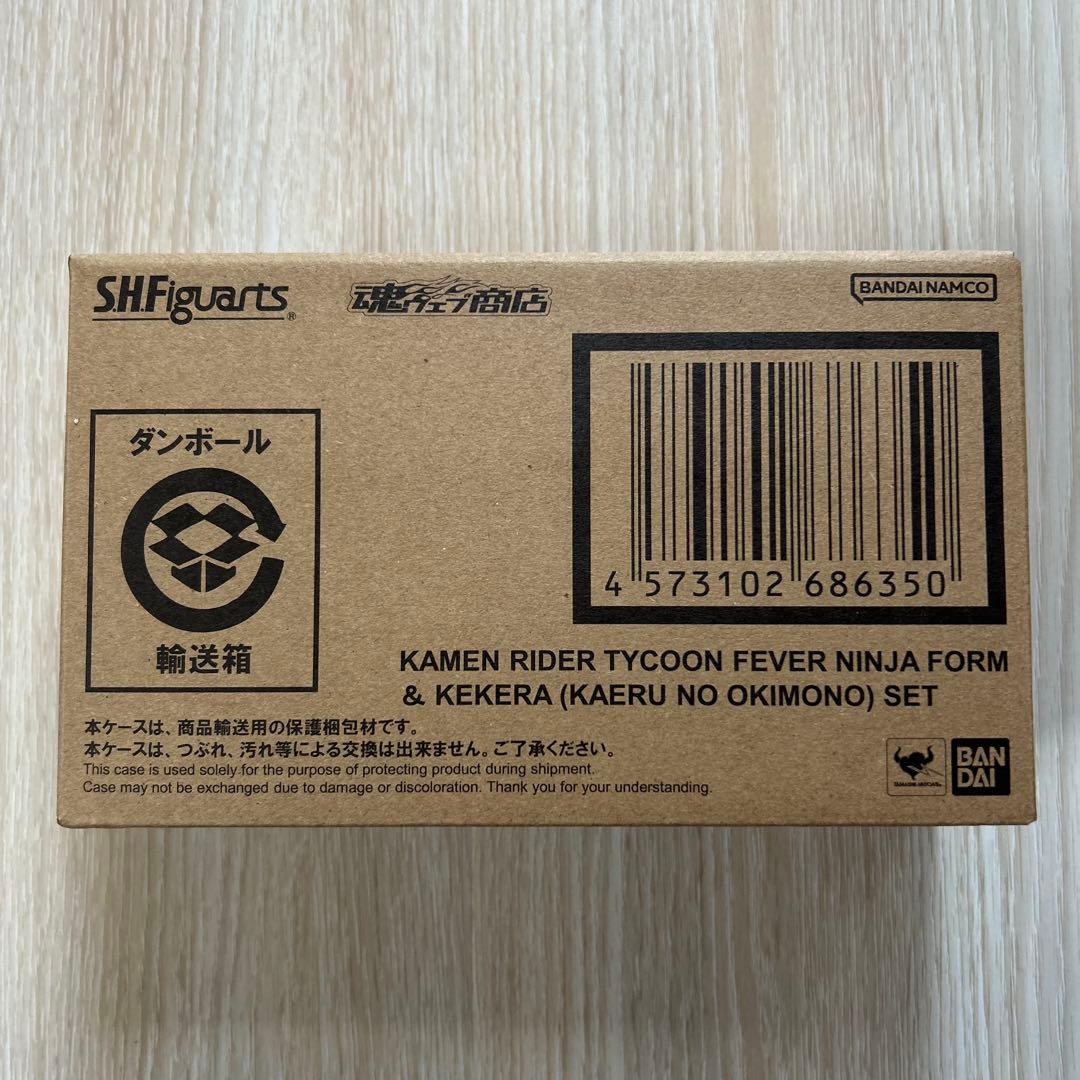 S.H.Figuarts®
魂ウェブ商店
BANDAI NAMCO
ダンボール
輸送箱
4 573102 686350
KAMEN RIDER TYCOON FEVER NINJA FORM
& KEKERA (KAERU NO OKIMONO) SET
本ケースは、商品輸送用の保護梱包材です。
本ケースは、つぶれ、汚れ等による交換は出来ません。ご了承ください。
This case is used solely for the purpose of protecting product during shipment.
Case may not be exchanged due to damage or discoloration. Thank you for your understanding.
BAN
DAI